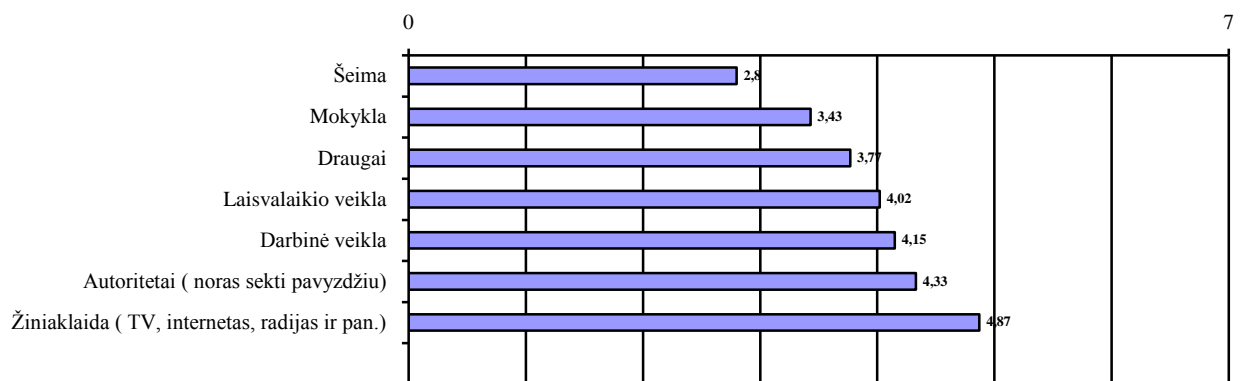 0 7
Šeima 2,8
Mokykla 3,43
Draugai 3,77
Laisvalaikio veikla 4,02
Darbinė veikla 4,15
Autoritetai ( noras sekti pavyzdžiu) 4,33
Žiniaklaida ( TV, internetas, radijas ir pan.) 4,87